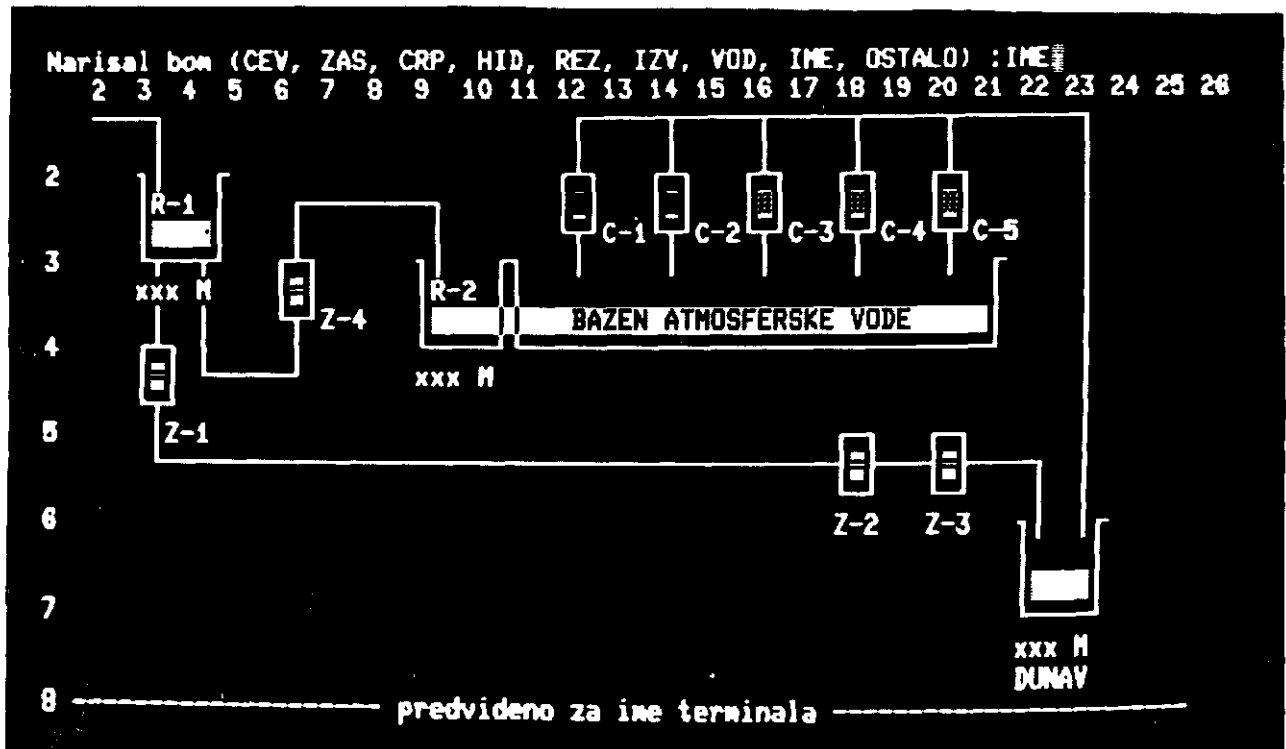 Narisal bom (CEV, ZAS, CRP, HID, REZ, IZV, VOD, IME, OSTALO) :IME
2 3 4 5 6 7 8 9 10 11 12 13 14 15 16 17 18 19 20 21 22 23 24 25 26
2
R-1
C-1 C-2 C-3 C-4 C-5
3
xxx M
R-2
Z-4
BAZEN ATMOSFERSKE VODE
4
xxx M
5
Z-1
6
Z-2 Z-3
7
xxx M
DUNAV
8
predvideno za ime terminala